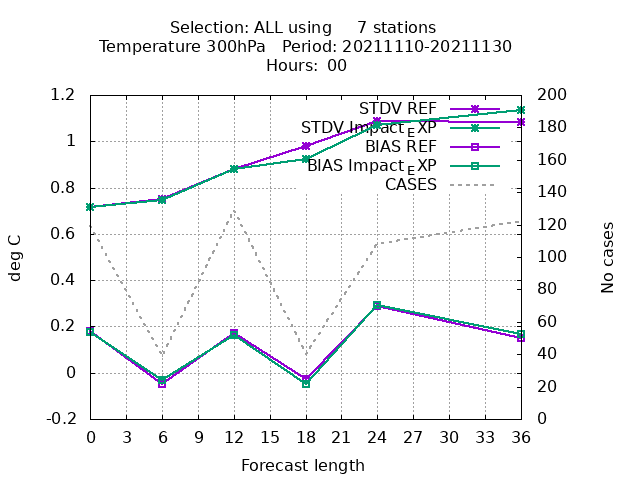 Selection: ALL using 7 stations
Temperature 300hPa Period: 20211110-20211130
Hours: 00
1.2
1
0.8
0.6
0.4
0.2
0
-0.2
deg C
STDV REF
STDV Impact_EXP
BIAS REF
BIAS Impact_EXP
CASES
200
180
160
140
120
100
80
60
40
20
0
No cases
0 3 6 9 12 15 18 21 24 27 30 33 36
Forecast length